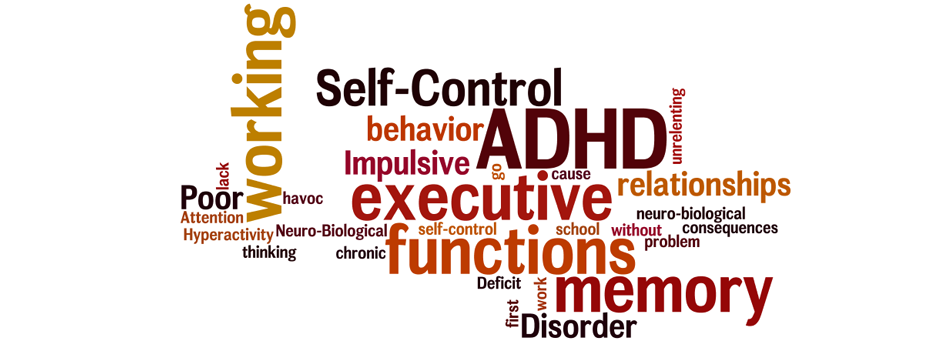 working
Self-Control
behavior
ADHD
unrelenting
Impulsive
go
cause
lack
executive
relationships
Poor
havoc
Attention
neuro-biological
Hyperactivity
Neuro-Biological
self-control
school
without
consequences
problem
thinking
chronic
functions
Deficit
work
memory
first
Disorder